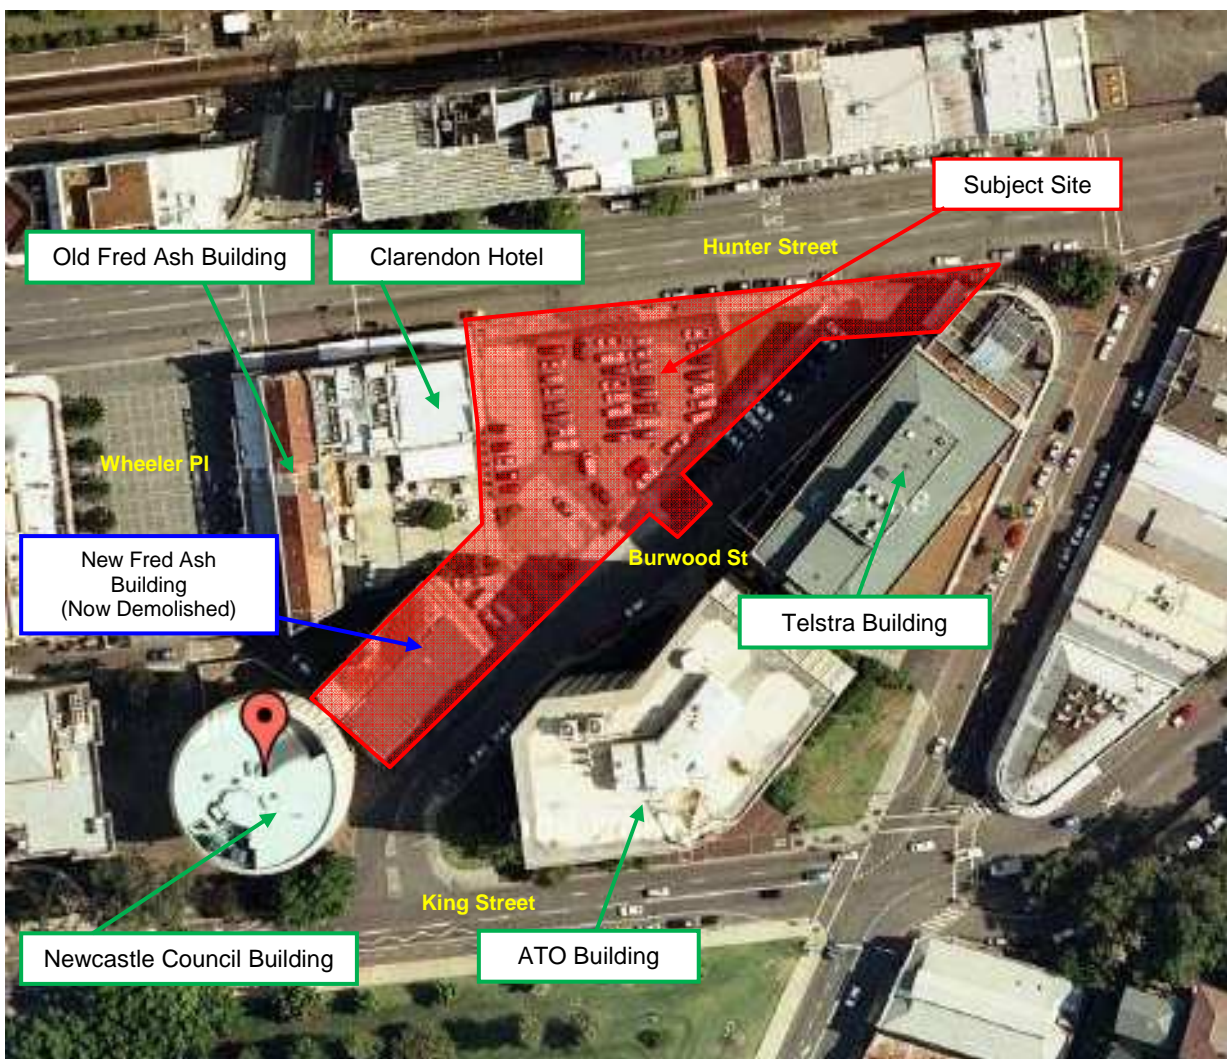 Subject Site
Hunter Street
Old Fred Ash Building
Clarendon Hotel
Wheeler Pl
New Fred Ash
Building
(Now Demolished)
Burwood St
Telstra Building
King Street
Newcastle Council Building
ATO Building